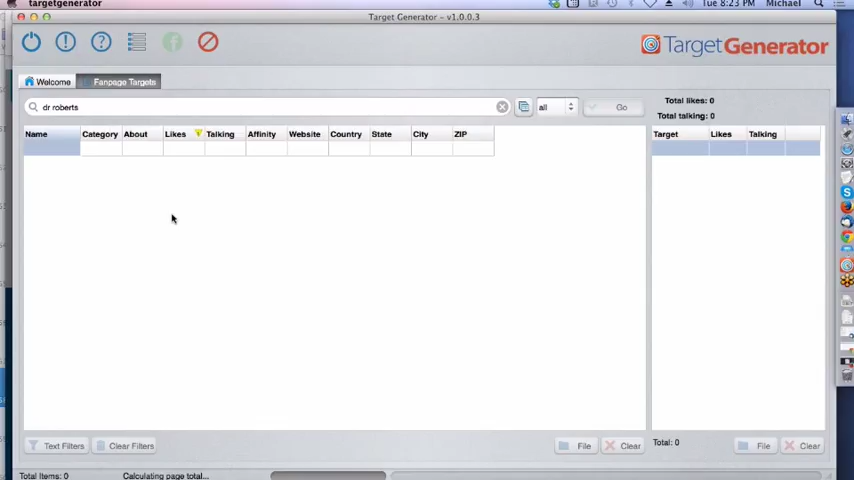 targetgenerator
Tue 8:23 PM Michael
Target Generator - v1.0.0.3
TargetGenerator
Welcome
Fanpage Targets
dr roberts
all
Go
Total likes: 0
Total talking: 0
Name Category About Likes Talking Affinity Website Country State City ZIP
Target Likes Talking
Text Filters
Clear Filters
File
Clear
Total: 0
File
Clear
Total Items: 0
Calculating page total...